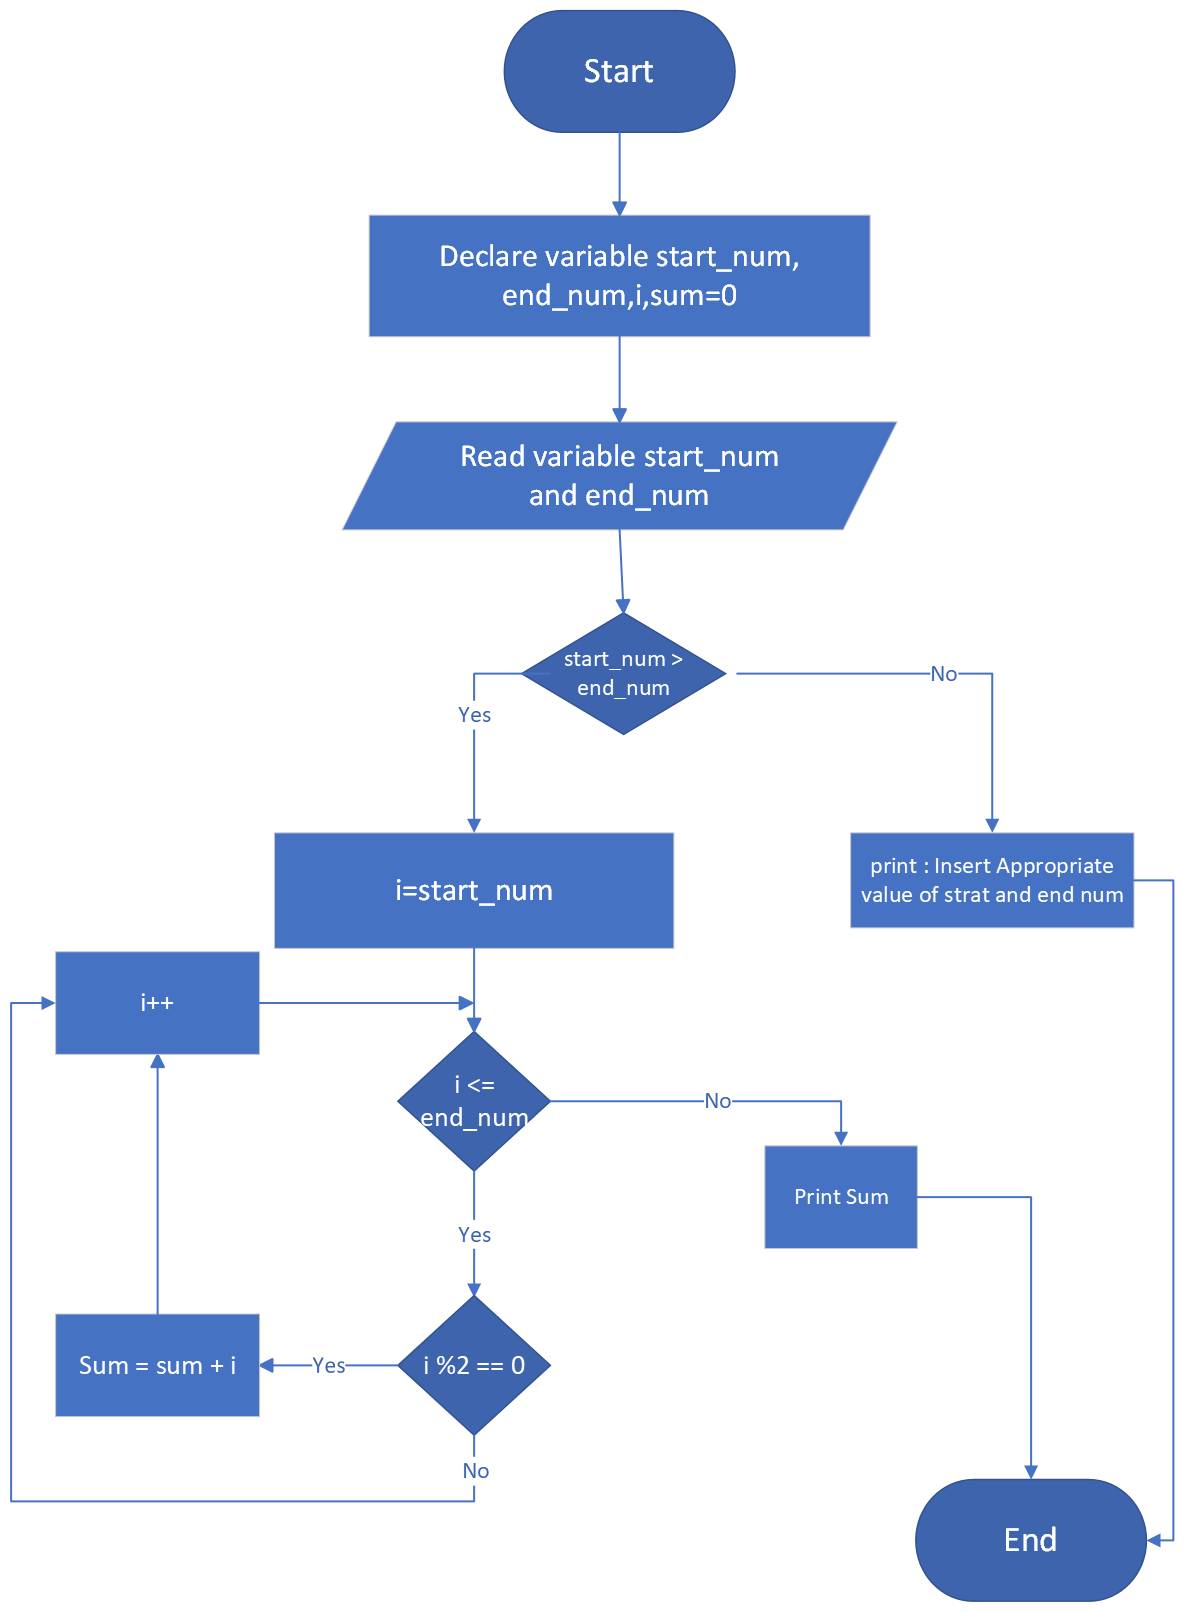 Start
Declare variable start_num,
end_num,i,sum=0
Read variable start_num
and end_num
start_num >
end_num
No
Yes
print : Insert Appropriate
value of strat and end num
i=start_num
i++
i <=
end_num
No
Print Sum
Yes
Sum = sum + i
Yes
i %2 == 0
No
End